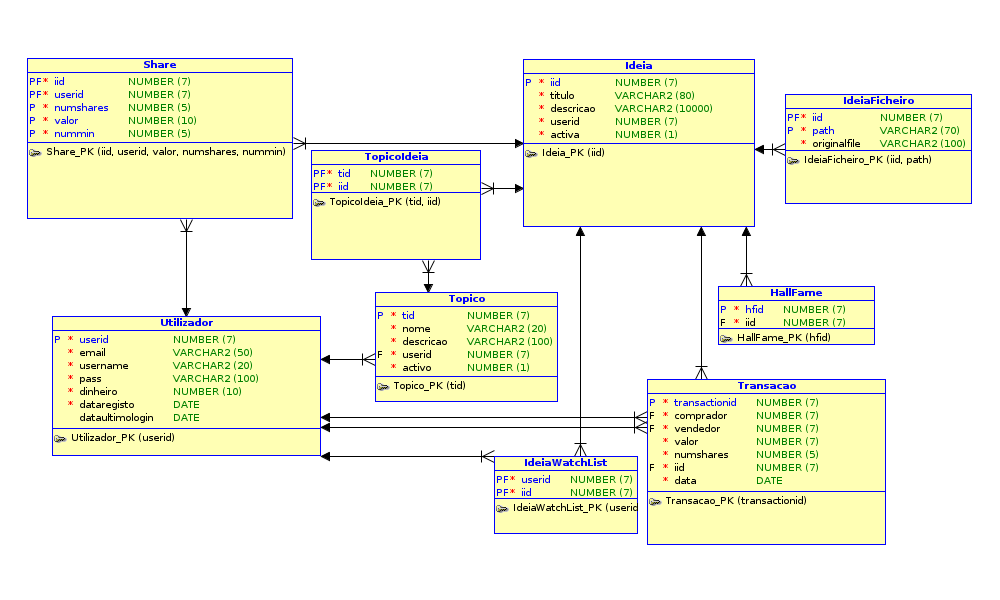 Share
PF* iid NUMBER (7)
PF* userid NUMBER (7)
P * numshares NUMBER (5)
P * valor NUMBER (10)
P * nummin NUMBER (5)
Share_PK (iid, userid, valor, numshares, nummin)
Ideia
P * iid NUMBER (7)
* titulo VARCHAR2 (80)
* descricao VARCHAR2 (10000)
* userid NUMBER (7)
* activa NUMBER (1)
Ideia_PK (iid)
IdeiaFicheiro
PF* iid NUMBER (7)
P * path VARCHAR2 (70)
* originalfile VARCHAR2 (100)
IdeiaFicheiro_PK (iid, path)
TopicoIdeia
PF* tid NUMBER (7)
PF* iid NUMBER (7)
TopicoIdeia_PK (tid, iid)
Topico
P * tid NUMBER (7)
* nome VARCHAR2 (20)
* descricao VARCHAR2 (100)
F * userid NUMBER (7)
* activo NUMBER (1)
Topico_PK (tid)
HallFame
P * hfid NUMBER (7)
F * iid NUMBER (7)
HallFame_PK (hfid)
Utilizador
P * userid NUMBER (7)
* email VARCHAR2 (50)
* username VARCHAR2 (20)
* pass VARCHAR2 (100)
* dinheiro NUMBER (10)
* dataregisto DATE
dataultimologin DATE
Utilizador_PK (userid)
Transacao
P * transactionid NUMBER (7)
F * comprador NUMBER (7)
F * vendedor NUMBER (7)
* valor NUMBER (7)
* numshares NUMBER (5)
F * iid NUMBER (7)
* data DATE
Transacao_PK (transactionid)
IdeiaWatchList
PF* userid NUMBER (7)
PF* iid NUMBER (7)
IdeiaWatchList_PK (userid